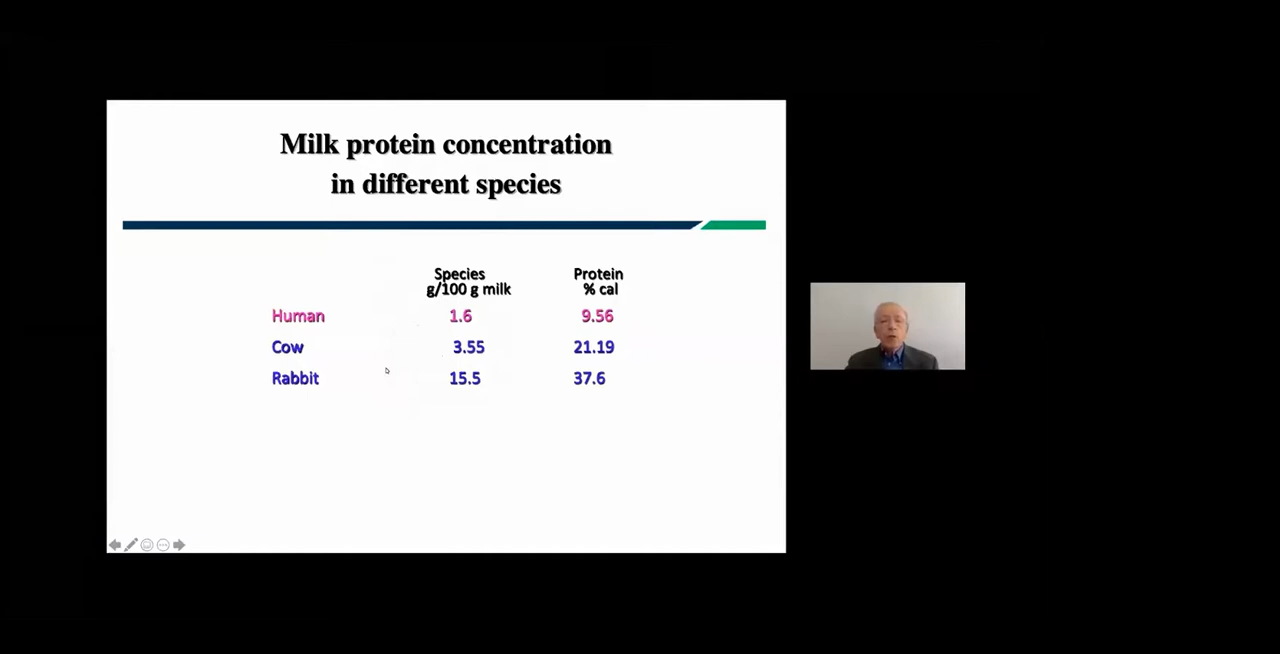 Milk protein concentration
in different species
Species Protein
g/100 g milk % cal
Human 1.6 9.56
Cow 3.55 21.19
Rabbit 15.5 37.6